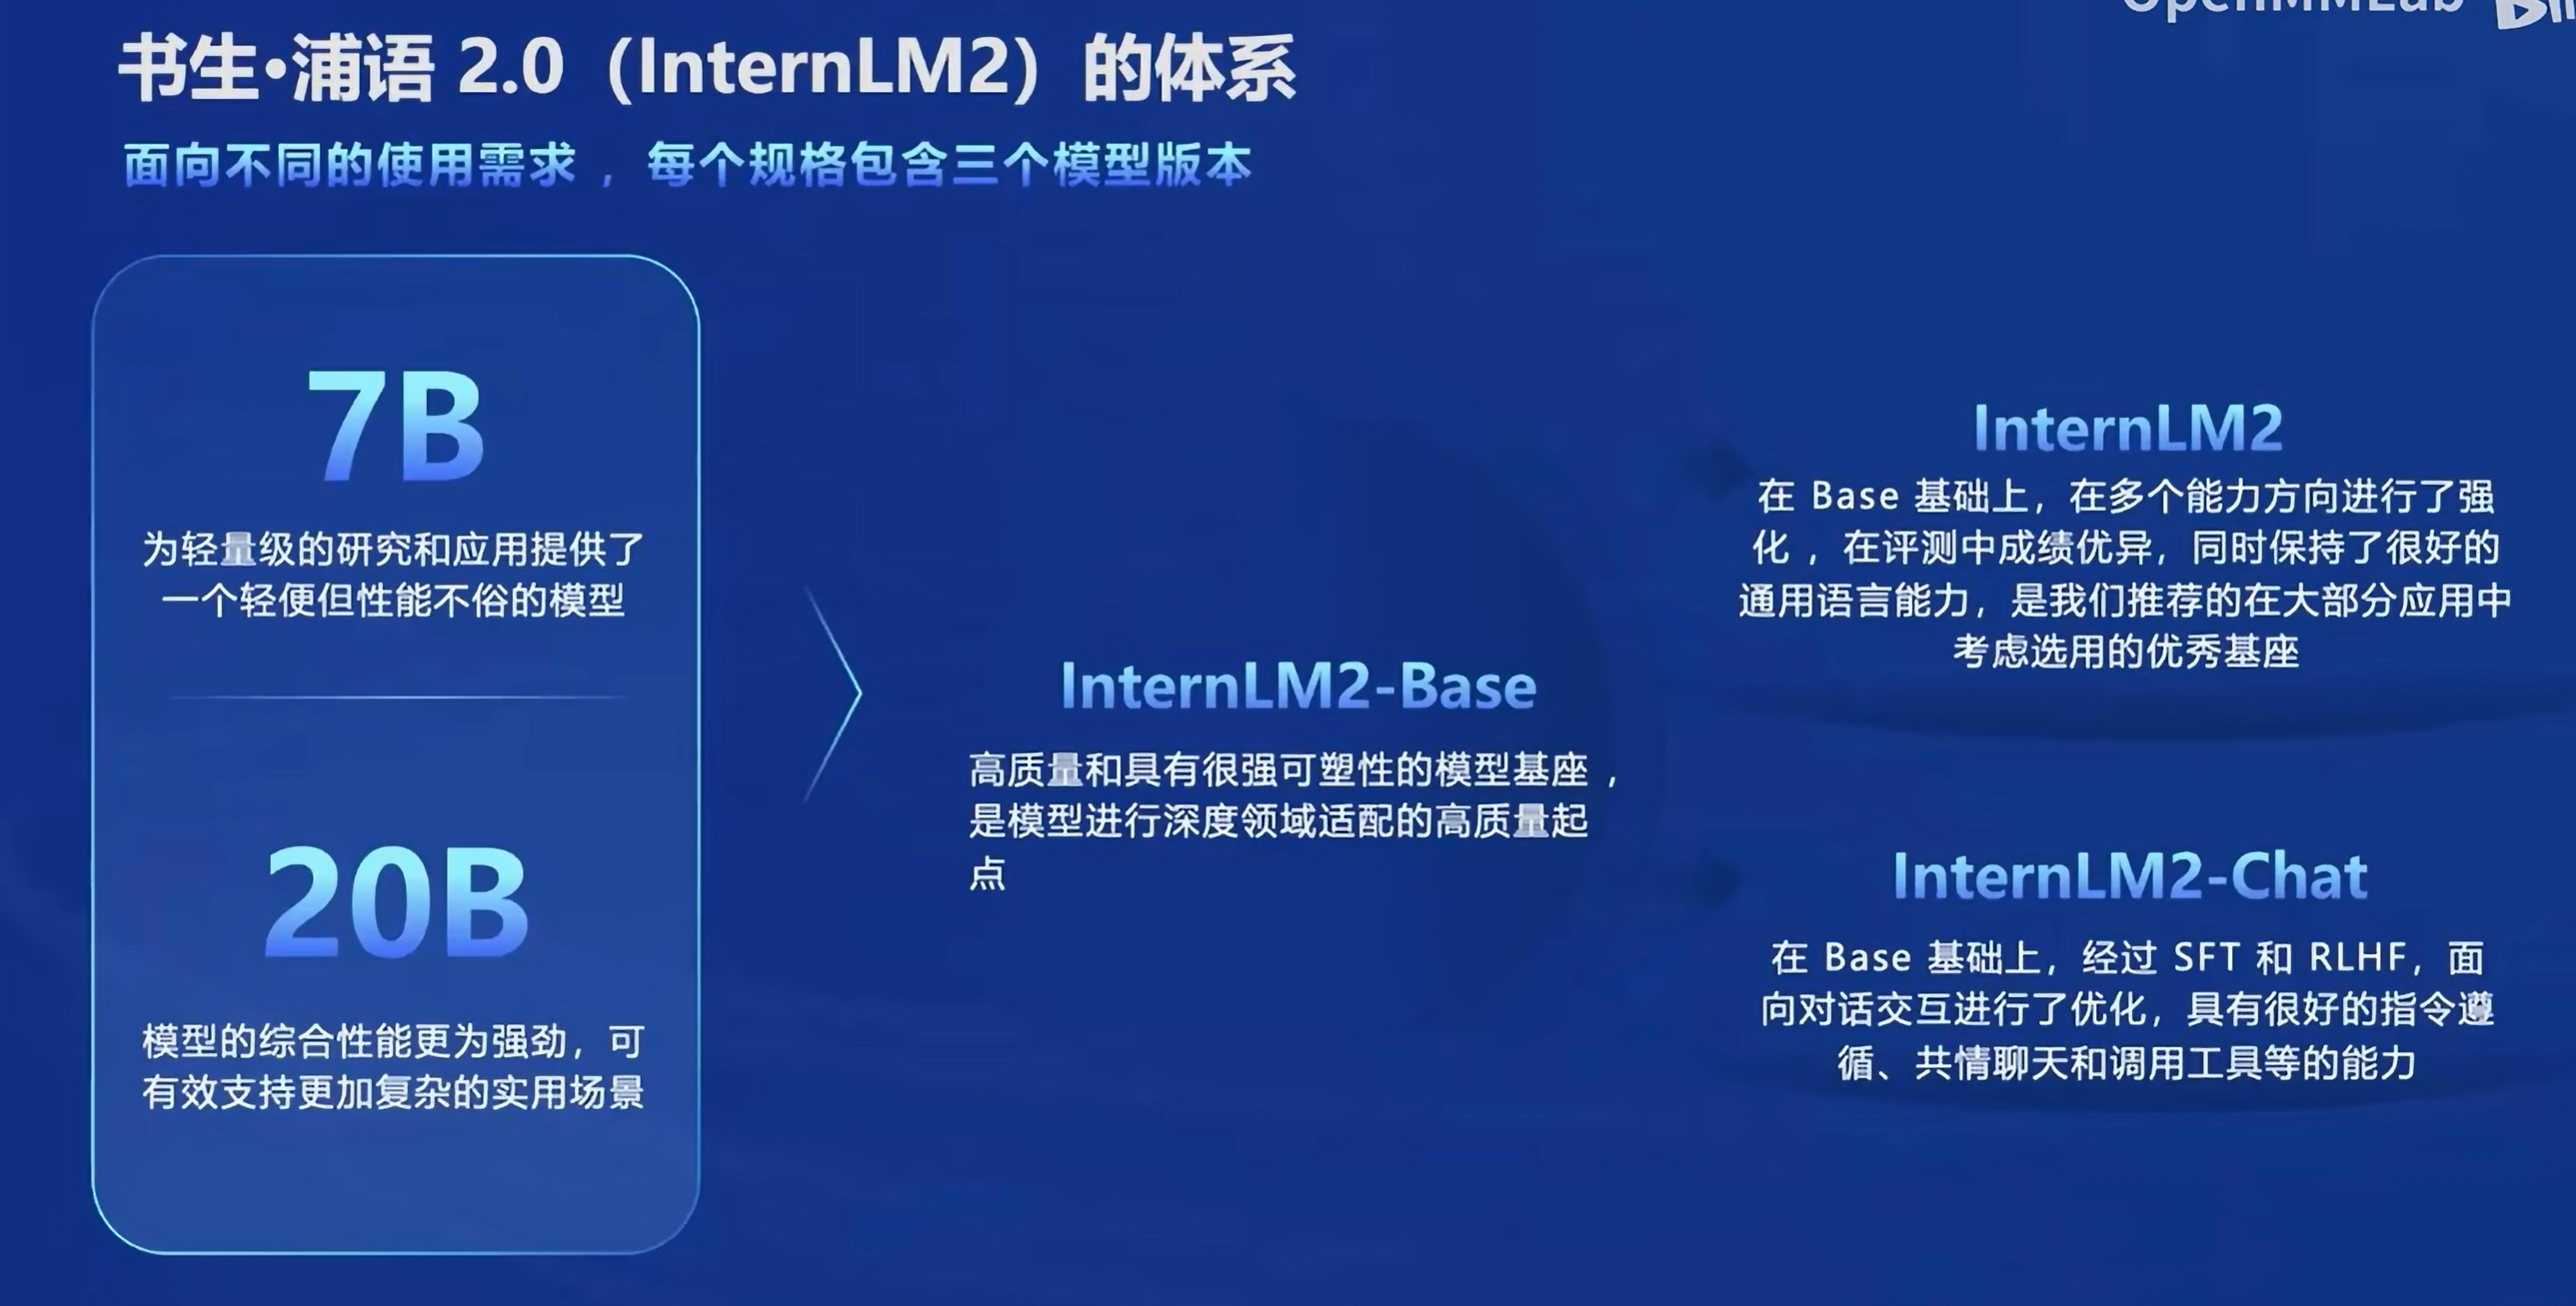 OpenMMLab
书生•浦语 2.0（InternLM2）的体系
面向不同的使用需求 ，每个规格包含三个模型版本
7B
为轻量级的研究和应用提供了
一个轻便但性能不俗的模型
20B
模型的综合性能更为强劲，可
有效支持更加复杂的实用场景
InternLM2-Base
高质量和具有很强可塑性的模型基座 ，
是模型进行深度领域适配的高质量起
点
InternLM2
在 Base 基础上，在多个能力方向进行了强
化 ，在评测中成绩优异，同时保持了很好的
通用语言能力，是我们推荐的在大部分应用中
考虑选用的优秀基座
InternLM2-Chat
在 Base 基础上，经过 SFT 和 RLHF，面
向对话交互进行了优化，具有很好的指令遵
循、共情聊天和调用工具等的能力